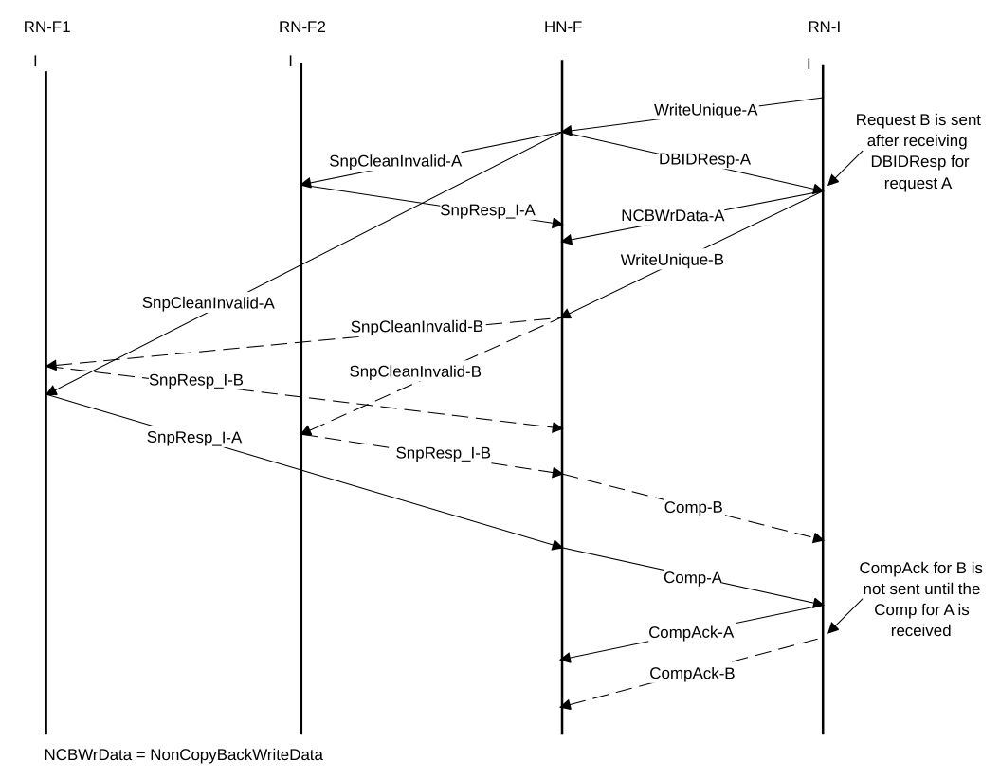 RN-F1
RN-F2
HN-F
RN-I
I
I
I
WriteUnique-A
Request B is sent
after receiving
DBIDResp for
request A
SnpCleanInvalid-A
DBIDResp-A
SnpResp_I-A
NCBWrData-A
WriteUnique-B
SnpCleanInvalid-A
SnpCleanInvalid-B
SnpCleanInvalid-B
SnpResp_I-B
SnpResp_I-A
SnpResp_I-B
Comp-B
Comp-A
CompAck for B is
not sent until the
Comp for A is
received
CompAck-A
CompAck-B
NCBWrData = NonCopyBackWriteData